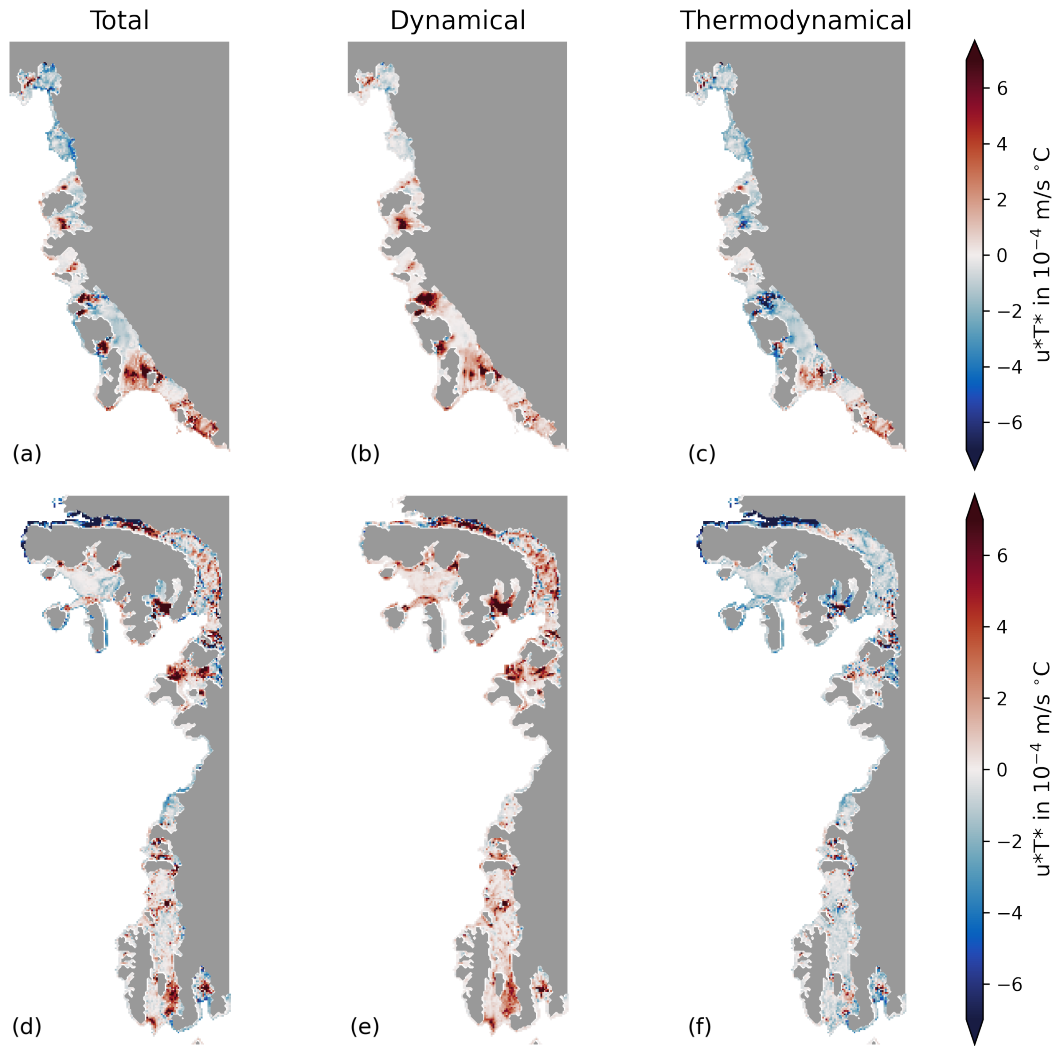 Total Dynamical Thermodynamical
6
4
2
0
−2
−4
−6
u*T* in 10⁻⁴ m/s °C
(a) (b) (c)
6
4
2
0
−2
−4
−6
u*T* in 10⁻⁴ m/s °C
(d) (e) (f)